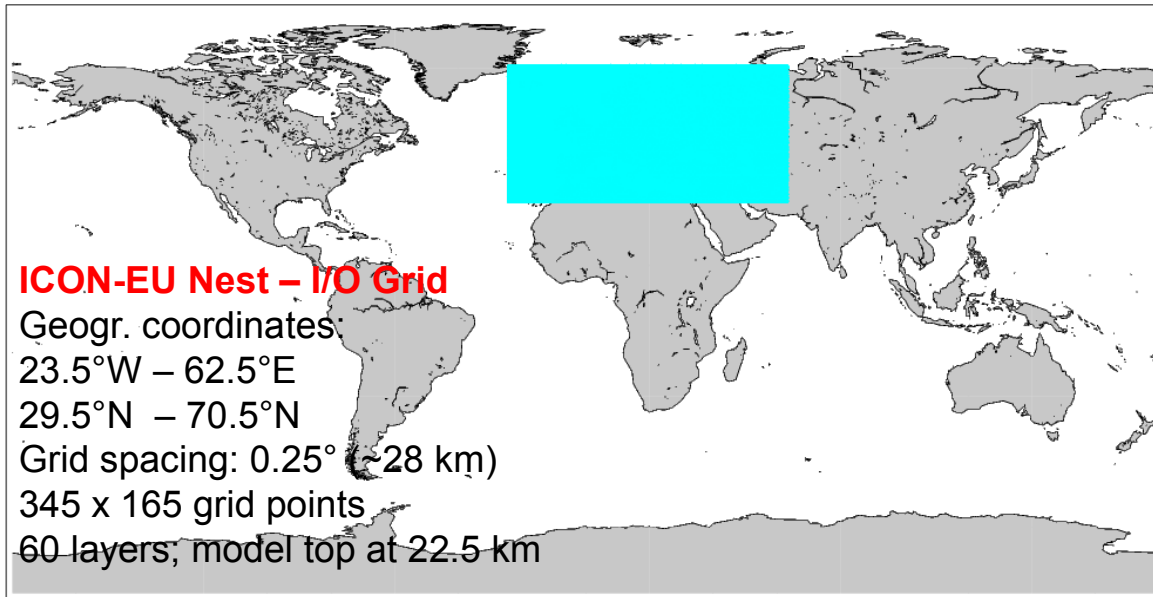 ICON-EU Nest – I/O Grid
Geogr. coordinates:
23.5°W – 62.5°E
29.5°N – 70.5°N
Grid spacing: 0.25° (~28 km)
345 x 165 grid points
60 layers; model top at 22.5 km